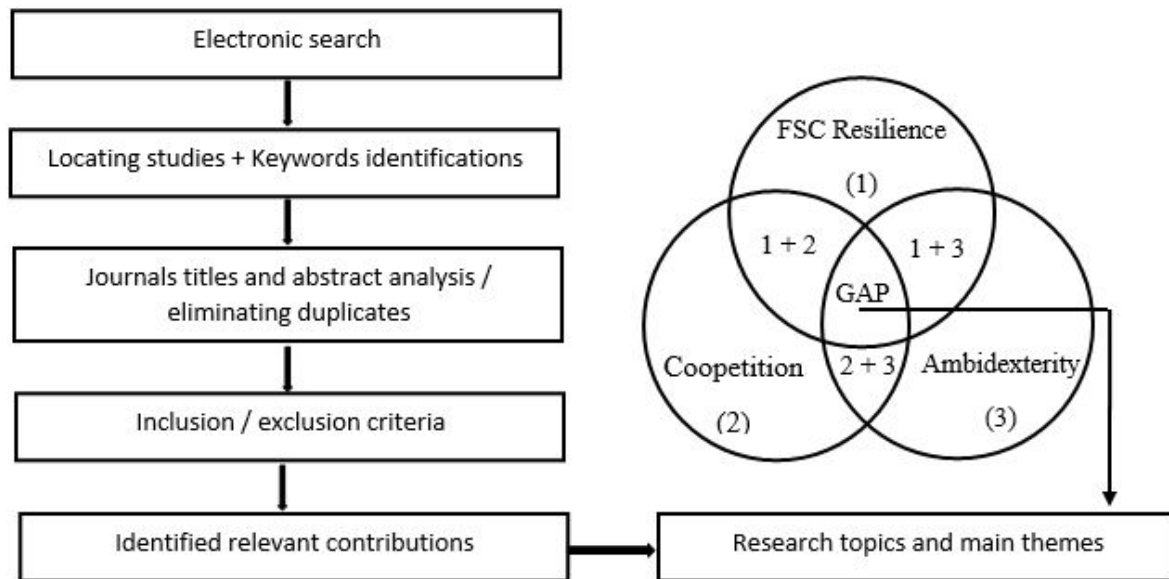 Electronic search
Locating studies + Keywords identifications
Journals titles and abstract analysis /
eliminating duplicates
Inclusion / exclusion criteria
Identified relevant contributions
FSC Resilience
(1)
1 + 2
1 + 3
GAP
Coopetition
2 + 3
Ambidexterity
(2)
(3)
Research topics and main themes